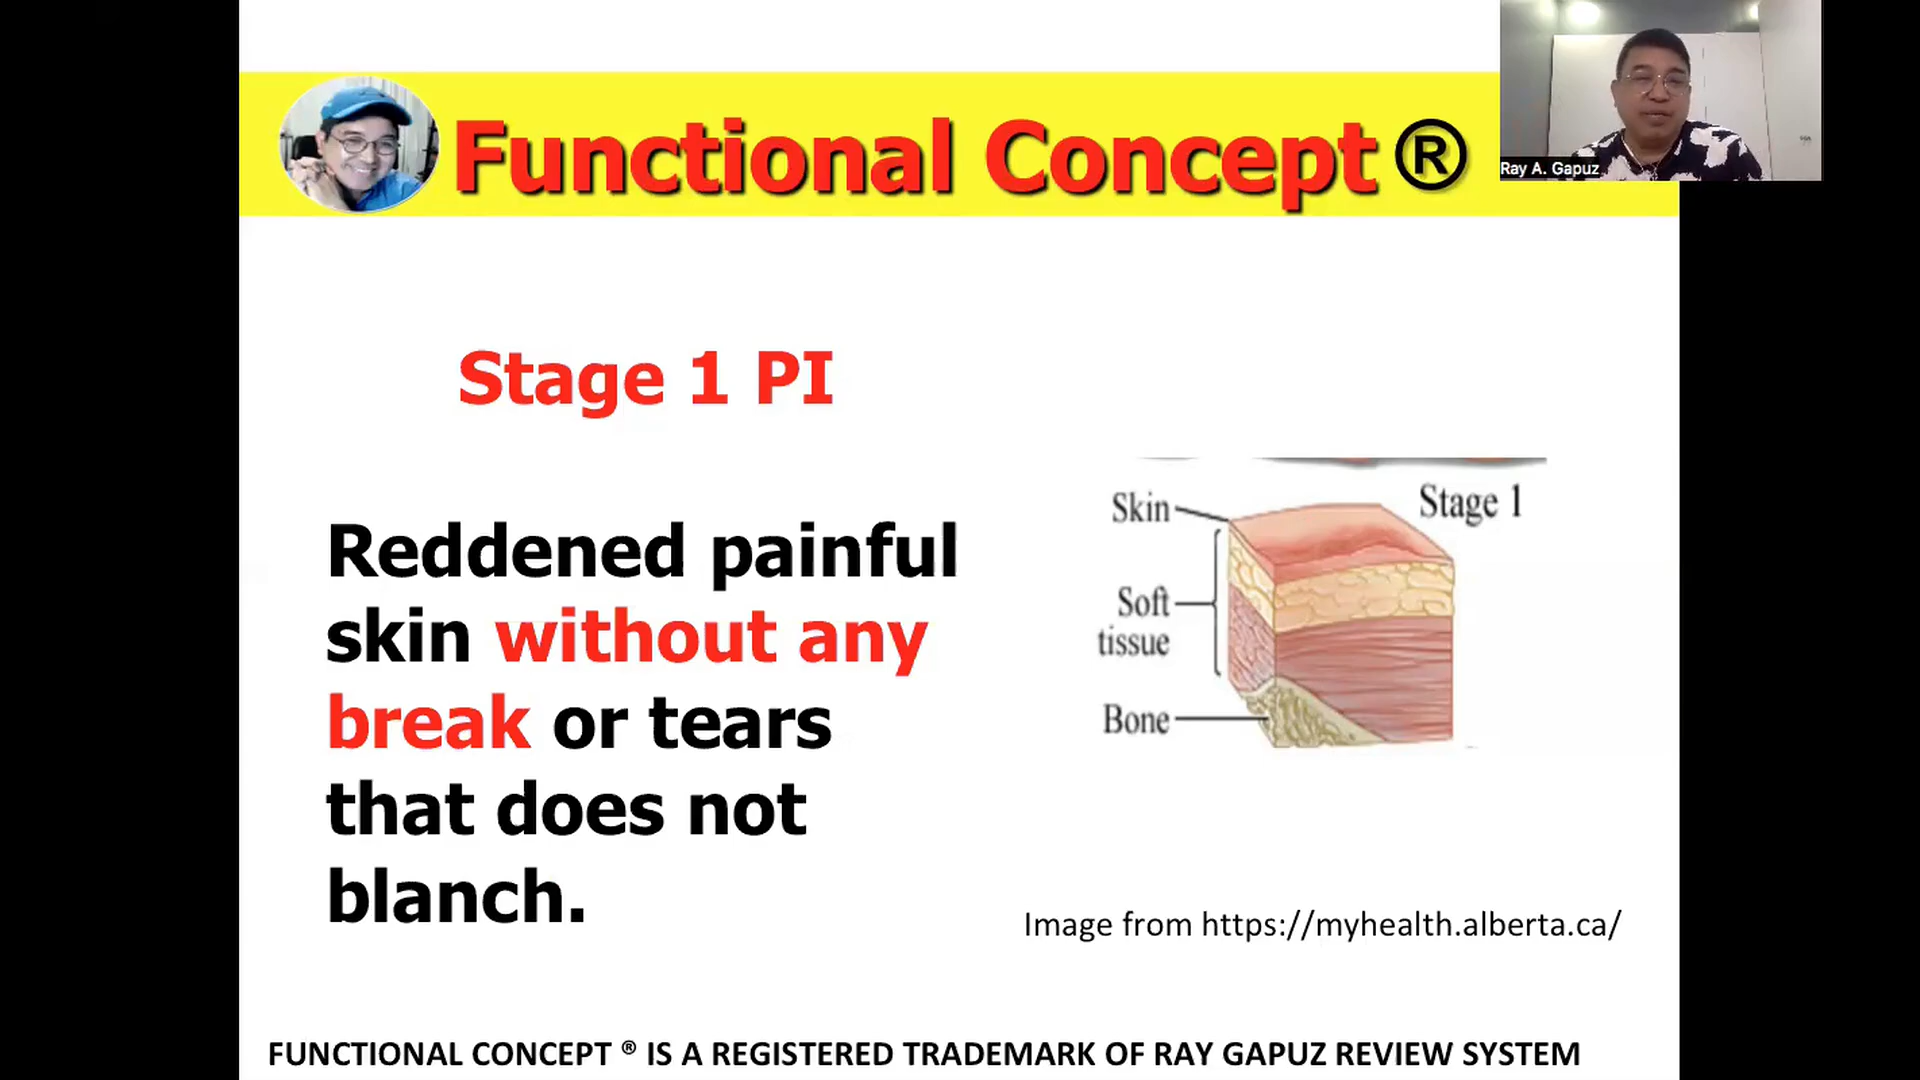 Functional Concept ®
Ray A. Gapuz
Stage 1 PI
Reddened painful
skin without any
break or tears
that does not
blanch.
Skin
Stage 1
Soft
tissue
Bone
Image from https://myhealth.alberta.ca/
FUNCTIONAL CONCEPT ® IS A REGISTERED TRADEMARK OF RAY GAPUZ REVIEW SYSTEM